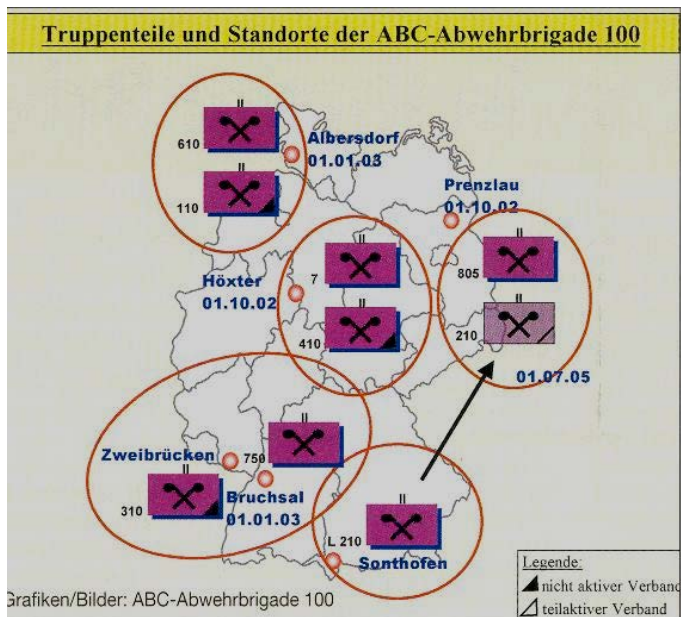 Truppenteile und Standorte der ABC-Abwehrbrigade 100
610
Albersdorf
01.01.03
110
Prenzlau
01.10.02
805
Höxter
01.10.02
7
410
210
01.07.05
Zweibrücken
750
310
Bruchsal
01.01.03
L 210
Sonthofen
Legende:
nicht aktiver Verband
teilaktiver Verband
Grafiken/Bilder: ABC-Abwehrbrigade 100